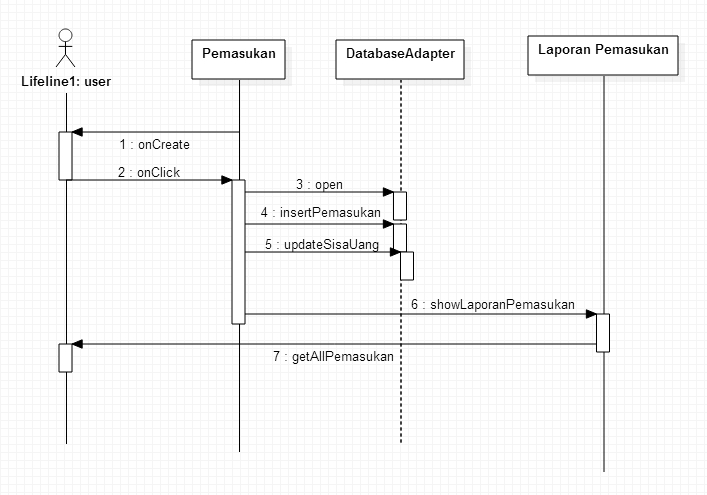 Pemasukan
DatabaseAdapter
Laporan Pemasukan
Lifeline1: user
1 : onCreate
2 : onClick
3 : open
4 : insertPemasukan
5 : updateSisaUang
6 : showLaporanPemasukan
7 : getAllPemasukan